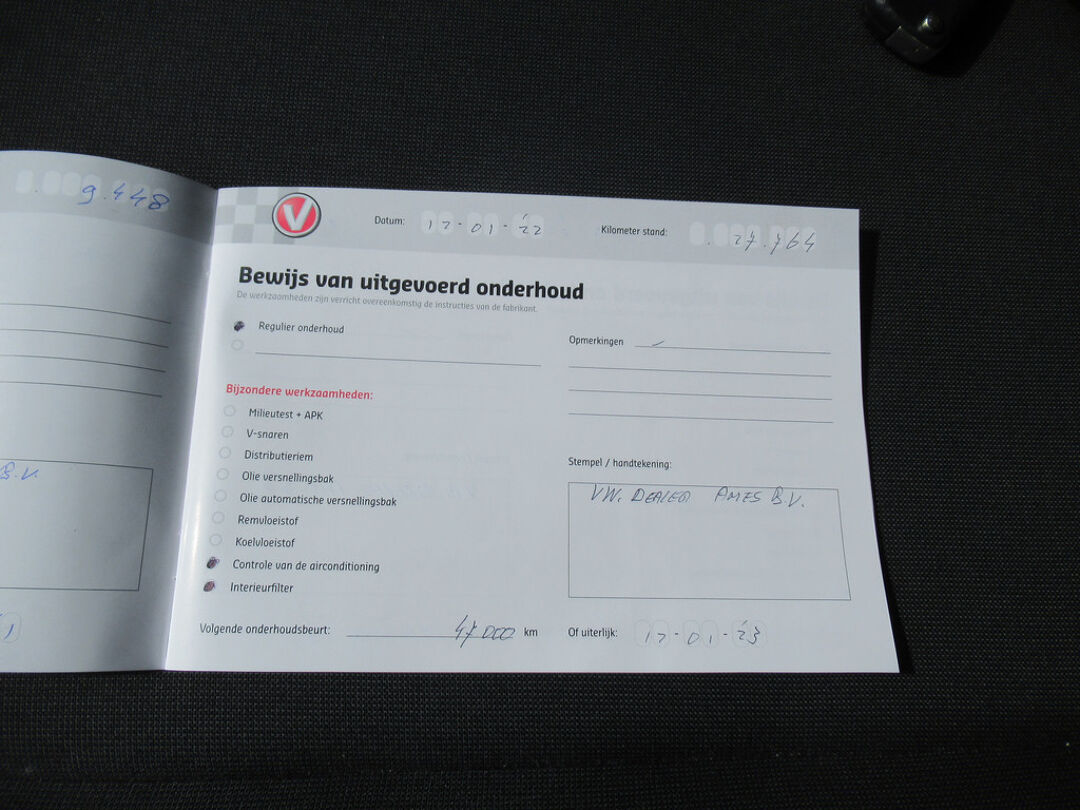 9.448
B.V.
1
V
Datum: 12-01-22
Kilometer stand: 27.764
Bewijs van uitgevoerd onderhoud
De werkzaamheden zijn verricht overeenkomstig de instructies van de fabrikant.
Regulier onderhoud
Opmerkingen
Bijzondere werkzaamheden:
Milieutest + APK
V-snaren
Distributieriem
Olie versnellingsbak
Olie automatische versnellingsbak
Remvloeistof
Koelvloeistof
Controle van de airconditioning
Interieurfilter
Stempel / handtekening:
VW. DEALER AMES B.V.
Volgende onderhoudsbeurt: 47 000 km
Of uiterlijk: 12-01-23